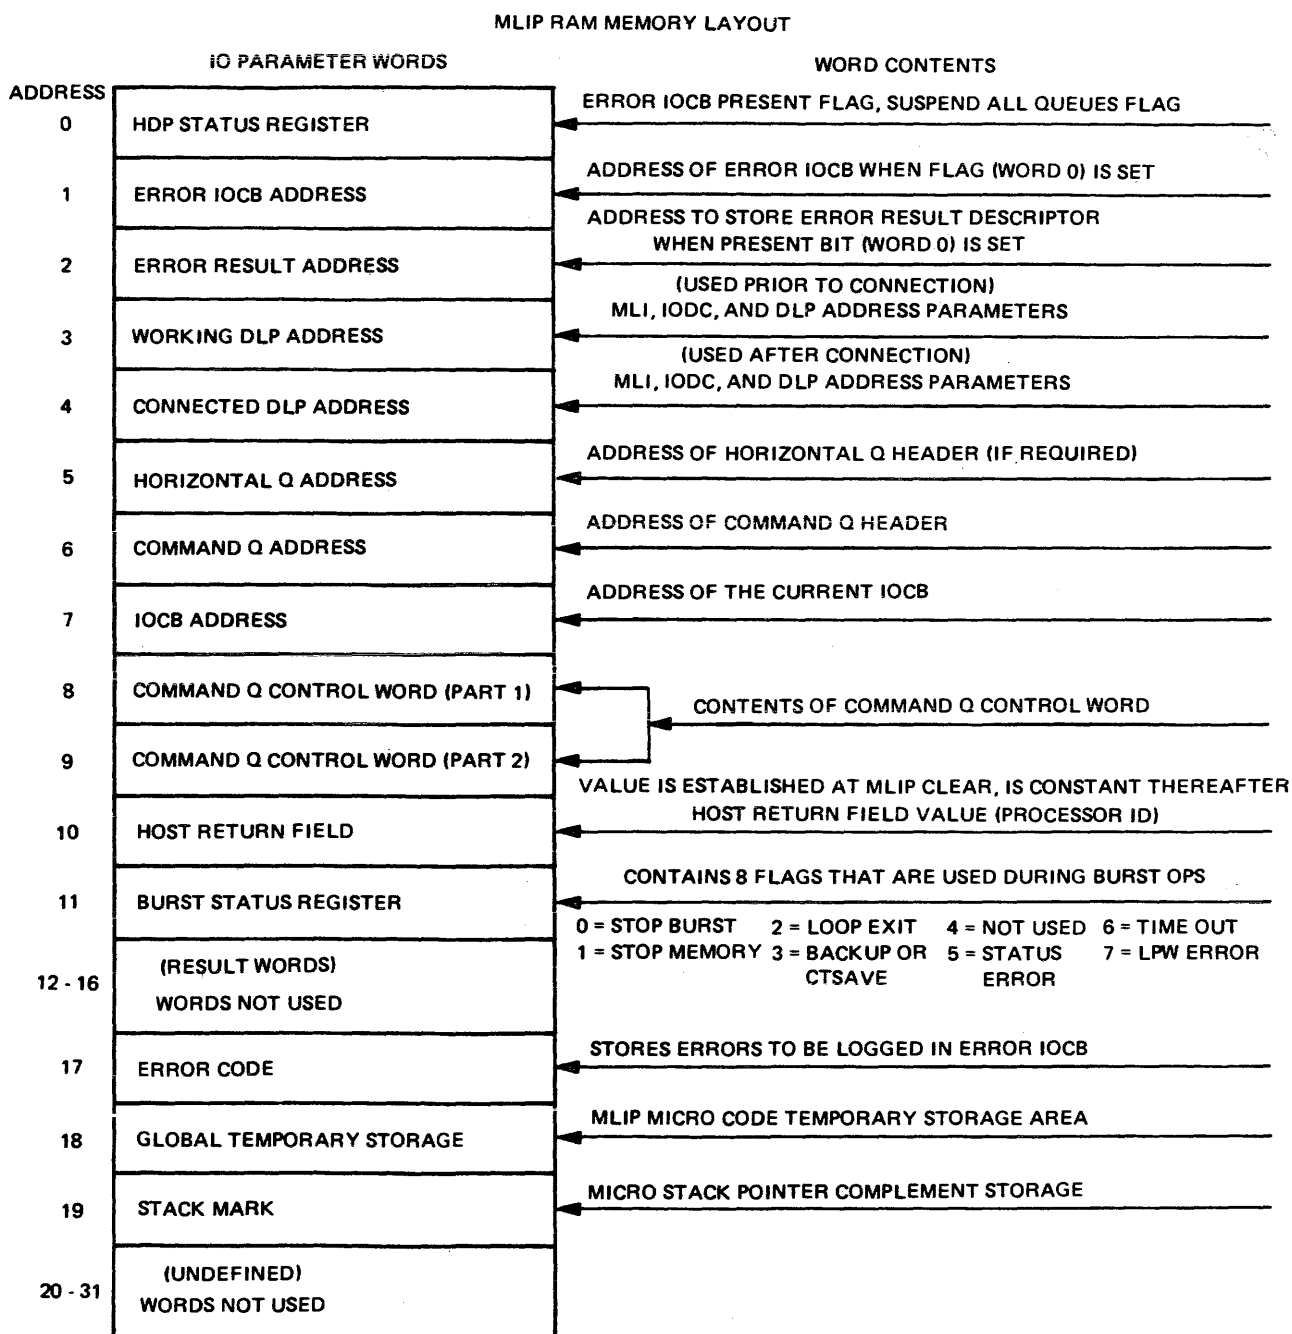 MLIP RAM MEMORY LAYOUT
IO PARAMETER WORDS
WORD CONTENTS
ADDRESS
0 HDP STATUS REGISTER
ERROR IOCB PRESENT FLAG, SUSPEND ALL QUEUES FLAG
1 ERROR IOCB ADDRESS
ADDRESS OF ERROR IOCB WHEN FLAG (WORD 0) IS SET
2 ERROR RESULT ADDRESS
ADDRESS TO STORE ERROR RESULT DESCRIPTOR
WHEN PRESENT BIT (WORD 0) IS SET
3 WORKING DLP ADDRESS
(USED PRIOR TO CONNECTION)
MLI, IODC, AND DLP ADDRESS PARAMETERS
4 CONNECTED DLP ADDRESS
(USED AFTER CONNECTION)
MLI, IODC, AND DLP ADDRESS PARAMETERS
5 HORIZONTAL Q ADDRESS
ADDRESS OF HORIZONTAL Q HEADER (IF REQUIRED)
6 COMMAND Q ADDRESS
ADDRESS OF COMMAND Q HEADER
7 IOCB ADDRESS
ADDRESS OF THE CURRENT IOCB
8 COMMAND Q CONTROL WORD (PART 1)
CONTENTS OF COMMAND Q CONTROL WORD
9 COMMAND Q CONTROL WORD (PART 2)
VALUE IS ESTABLISHED AT MLIP CLEAR, IS CONSTANT THEREAFTER
HOST RETURN FIELD VALUE (PROCESSOR ID)
10 HOST RETURN FIELD
CONTAINS 8 FLAGS THAT ARE USED DURING BURST OPS
11 BURST STATUS REGISTER
0 = STOP BURST 2 = LOOP EXIT 4 = NOT USED 6 = TIME OUT
1 = STOP MEMORY 3 = BACKUP OR 5 = STATUS 7 = LPW ERROR
CTSAVE ERROR
12 - 16 (RESULT WORDS)
WORDS NOT USED
17 ERROR CODE
STORES ERRORS TO BE LOGGED IN ERROR IOCB
18 GLOBAL TEMPORARY STORAGE
MLIP MICRO CODE TEMPORARY STORAGE AREA
19 STACK MARK
MICRO STACK POINTER COMPLEMENT STORAGE
20 - 31 (UNDEFINED)
WORDS NOT USED